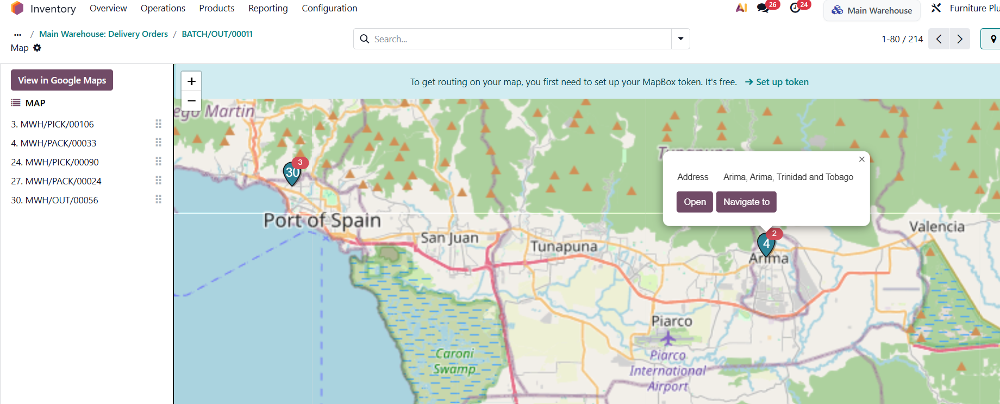 Inventory Overview Operations Products Reporting Configuration 26 24 Main Warehouse Furniture Plu
... / Main Warehouse: Delivery Orders / BATCH/OUT/00011
Map
Search...
1-80 / 214
View in Google Maps
MAP
3. MWH/PICK/00106
4. MWH/PACK/00033
24. MWH/PICK/00090
27. MWH/PACK/00024
30. MWH/OUT/00056
+
−
To get routing on your map, you first need to set up your MapBox token. It's free. → Set up token
ego Martin
Tunapuna
Address Arima, Arima, Trinidad and Tobago
Open Navigate to
3
30
Port of Spain
San Juan
Tunapuna
2
4
Arima
Valencia
Piarco
Piarco
International
Airport
Caroni
Swamp